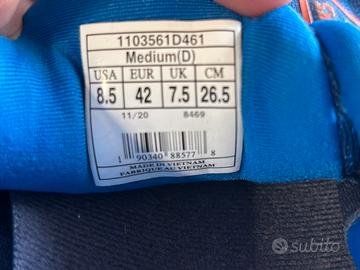 1103561D461
Medium(D)
USA EUR UK CM
8.5 42 7.5 26.5
11/20 8469
1 90340 88577 8
MADE IN VIETNAM
FABRIQUE AU VIETNAM
subito